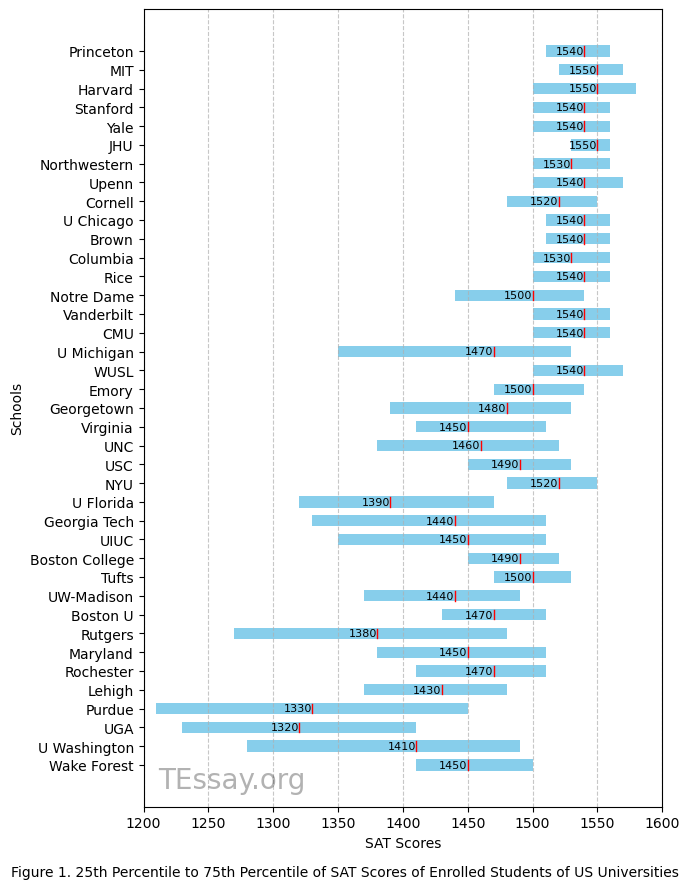 Princeton 1540
MIT 1550
Harvard 1550
Stanford 1540
Yale 1540
JHU 1550
Northwestern 1530
Upenn 1540
Cornell 1520
U Chicago 1540
Brown 1540
Columbia 1530
Rice 1540
Notre Dame 1500
Vanderbilt 1540
CMU 1540
U Michigan 1470
WUSL 1540
Emory 1500
Georgetown 1480
Schools
Virginia 1450
UNC 1460
USC 1490
NYU 1520
U Florida 1390
Georgia Tech 1440
UIUC 1450
Boston College 1490
Tufts 1500
UW-Madison 1440
Boston U 1470
Rutgers 1380
Maryland 1450
Rochester 1470
Lehigh 1430
Purdue 1330
UGA 1320
U Washington 1410
Wake Forest 1450
TEssay.org
1200 1250 1300 1350 1400 1450 1500 1550 1600
SAT Scores
Figure 1. 25th Percentile to 75th Percentile of SAT Scores of Enrolled Students of US Universities